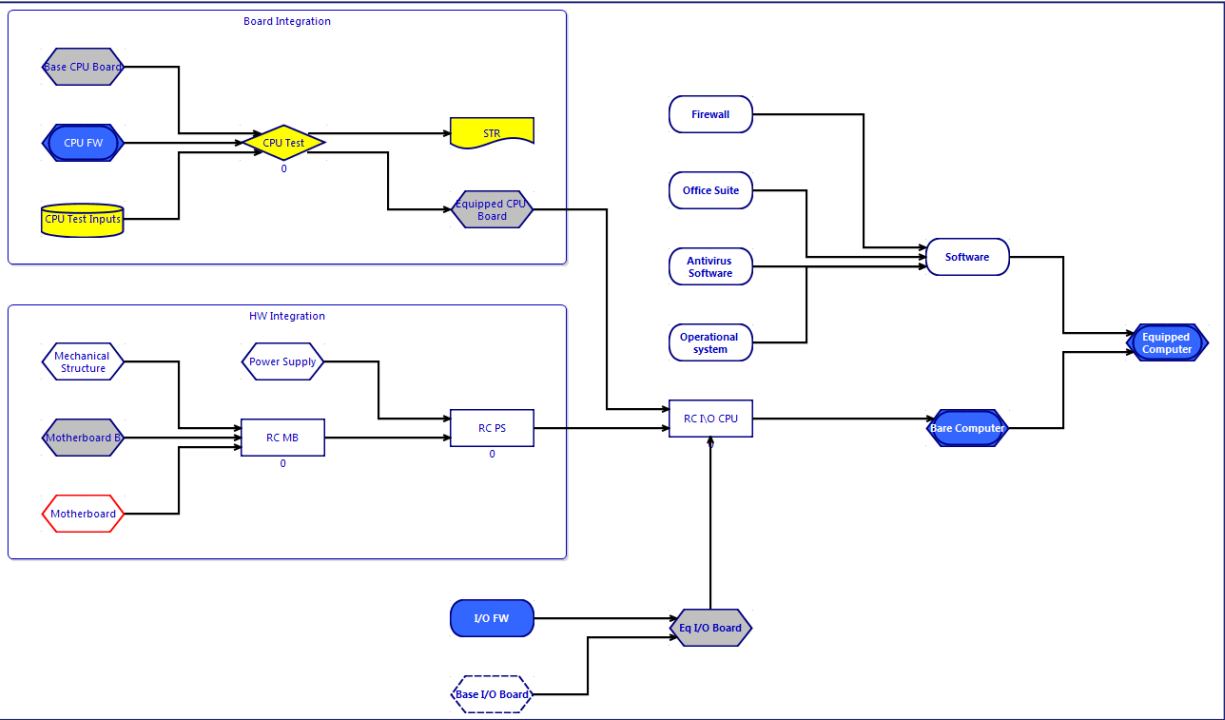 Board Integration
Base CPU Board
CPU FW
CPU Test
0
CPU Test Inputs
STR
Equipped CPU
Board
HW Integration
Mechanical
Structure
Power Supply
Motherboard B
RC MB
0
RC PS
0
Motherboard
Firewall
Office Suite
Antivirus
Software
Operational
system
Software
Equipped
Computer
RC I\O CPU
0
Bare Computer
I/O FW
Eq I/O Board
Base I/O Board